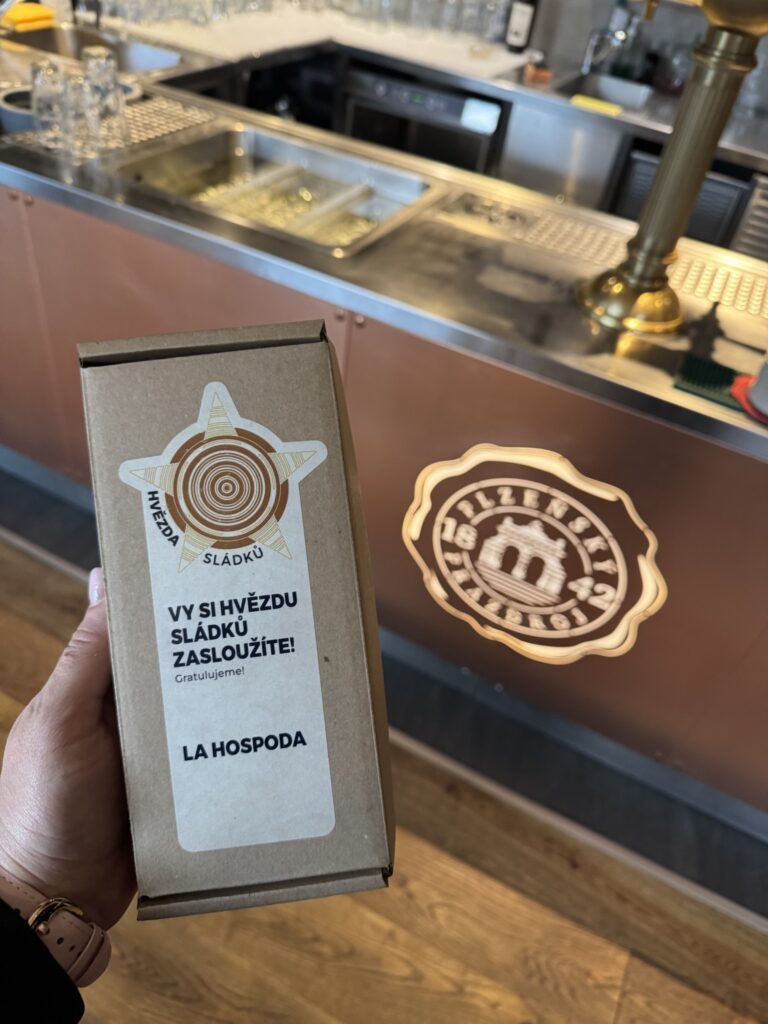 HVĚZDA
SLÁDKŮ
VY SI HVĚZDU
SLÁDKŮ
ZASLOUŽÍTE!
Gratulujeme!
LA HOSPODA
PLZEŇSKÝ
18 42
PRAZDROJ